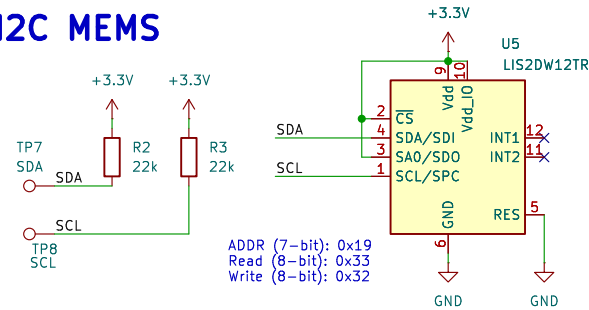 I2C MEMS
+3.3V
U5
LIS2DW12TR
+3.3V
+3.3V
9
10
Vdd
Vdd_IO
2
CS
SDA
4
SDA/SDI
INT1
12
TP7
SDA
R2
22k
R3
22k
3
SA0/SDO
INT2
11
SDA
SCL
1
SCL/SPC
SCL
TP8
SCL
GND
RES
5
6
ADDR (7-bit): 0x19
Read (8-bit): 0x33
Write (8-bit): 0x32
GND
GND